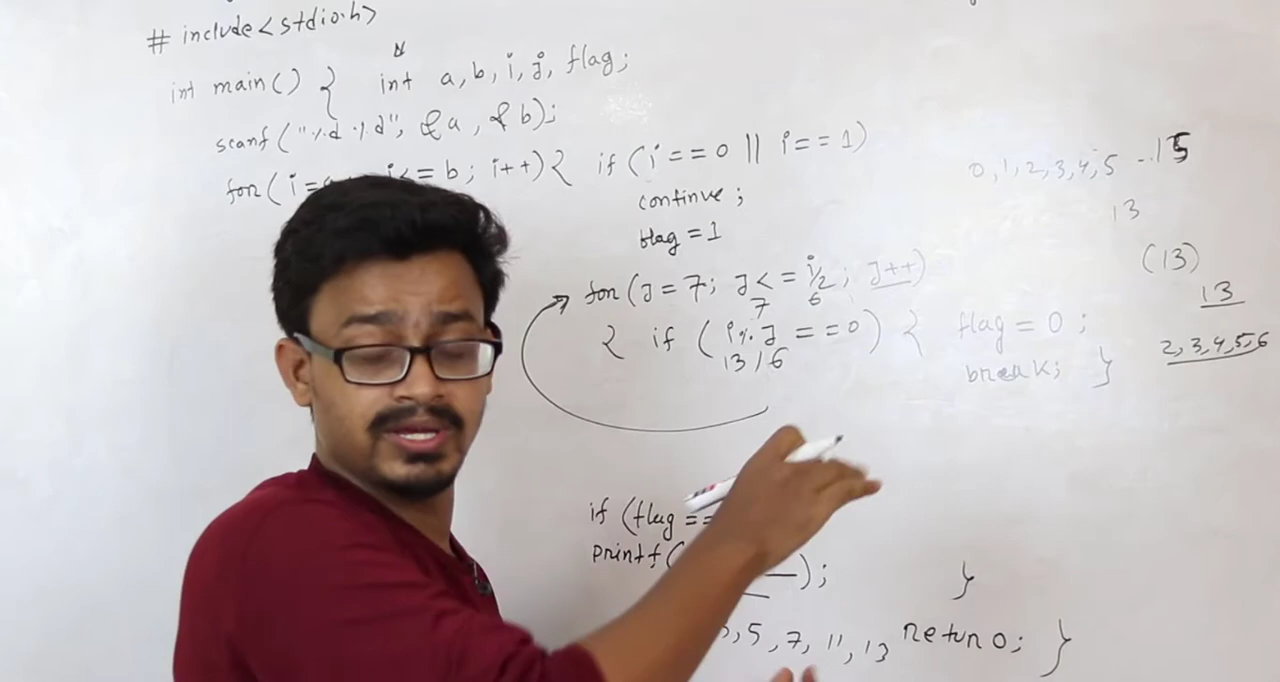 # include<stdio.h>
int main() { int a, b, i, j, flag;
scanf("%d %d", &a, &b);
for( i= <= b; i++){ if (i==0 || i==1)
continue;
flag = 1
for (J = 7; J <= i/2; J++)
7 6
{ if ( i%J ==0) { flag = 0;
13/6
break; }
if (flag ==
printf( );
}
5, 7, 11, 13 return 0; }
0, 1, 2, 3, 4, 5 - .. 15
13
(13)
13
2, 3, 4, 5, 6